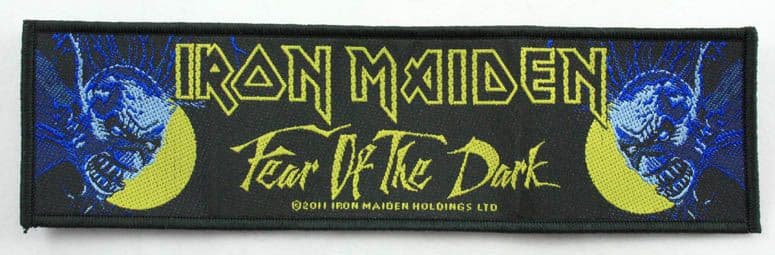 IRON MAIDEN
Fear Of The Dark
©2011 IRON MAIDEN HOLDINGS LTD